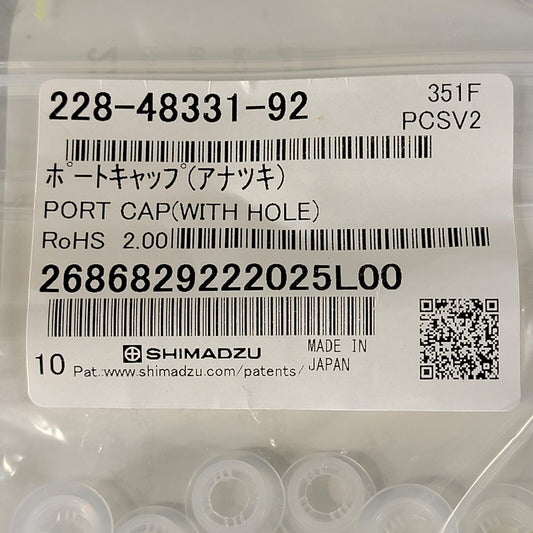 228-48331-92
351F
PCSV2
ﾎﾟｰﾄｷｬｯﾌﾟ(ｱﾅﾂｷ)
PORT CAP(WITH HOLE)
RoHS 2.00
2686829222025L00
10
SHIMADZU
MADE IN
JAPAN
Pat.:www.shimadzu.com/patents/